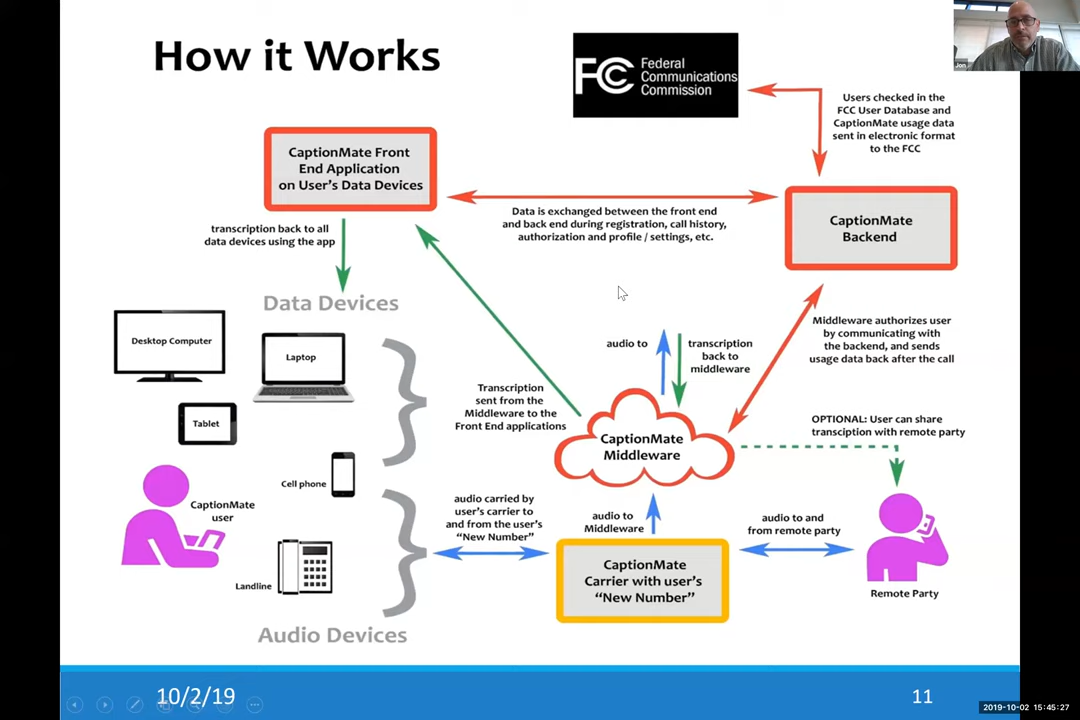 How it Works
FCC Federal
Communications
Commission
Jon
Users checked in the
FCC User Database and
CaptionMate usage data
sent in electronic format
to the FCC
CaptionMate Front
End Application
on User's Data Devices
Data is exchanged between the front end
and back end during registration, call history,
authorization and profile / settings, etc.
CaptionMate
Backend
transcription back to all
data devices using the app
Data Devices
Desktop Computer
Laptop
Tablet
Cell phone
audio to
transcription
back to
middleware
Middleware authorizes user
by communicating with
the backend, and sends
usage data back after the call
Transcription
sent from the
Middleware to the
Front End applications
CaptionMate
Middleware
OPTIONAL: User can share
transciption with remote party
CaptionMate
user
Landline
Audio Devices
audio carried by
user's carrier to
and from the user's
"New Number"
audio to
Middleware
audio to and
from remote party
CaptionMate
Carrier with user's
"New Number"
Remote Party
10/2/19
11
2019-10-02 15:45:27